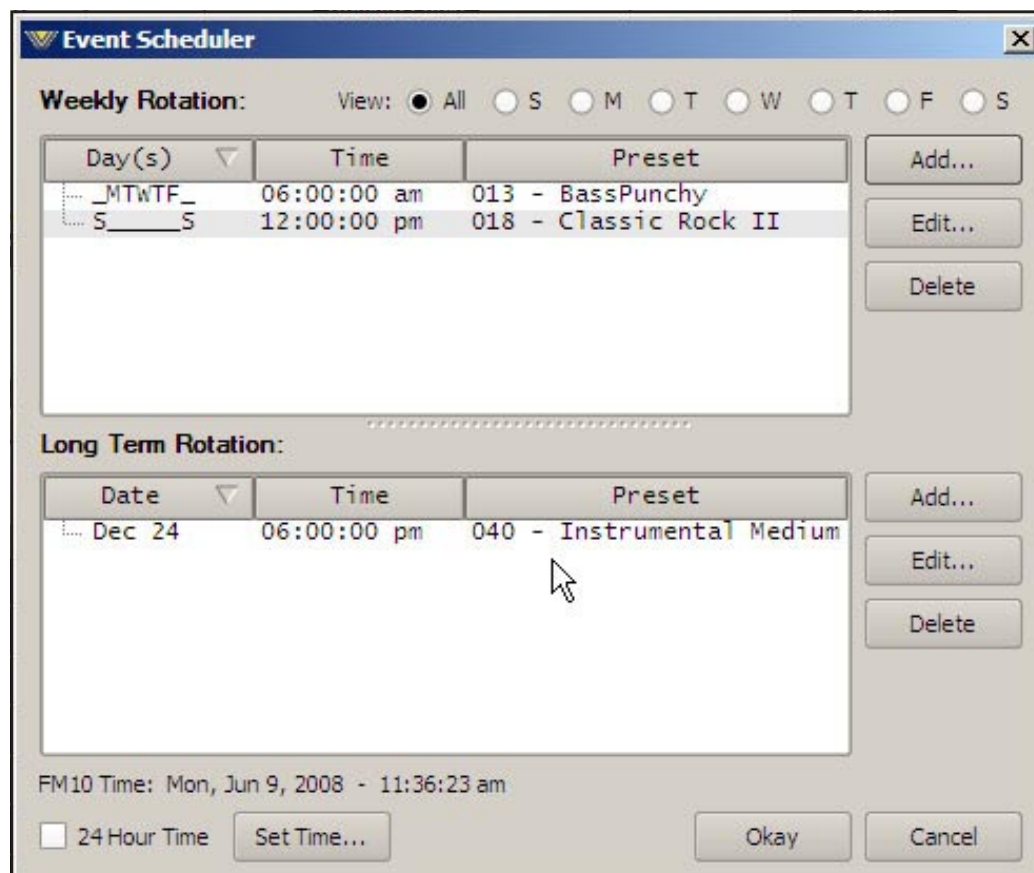 Event Scheduler
Weekly Rotation: View: All S M T W T F S
Day(s) Time Preset
_MTWTF_ 06:00:00 am 013 - BassPunchy
S_____S 12:00:00 pm 018 - Classic Rock II
Add...
Edit...
Delete
Long Term Rotation:
Date Time Preset
Dec 24 06:00:00 pm 040 - Instrumental Medium
Add...
Edit...
Delete
FM10 Time: Mon, Jun 9, 2008 - 11:36:23 am
24 Hour Time Set Time... Okay Cancel